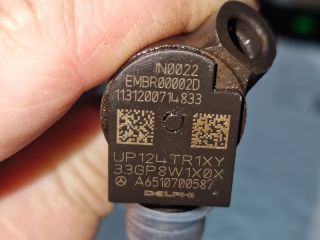 IN0022
EMBR00002D
1131200714833
UP124TR1XY
33GP8W1X0X
A6510700587
DELPHI